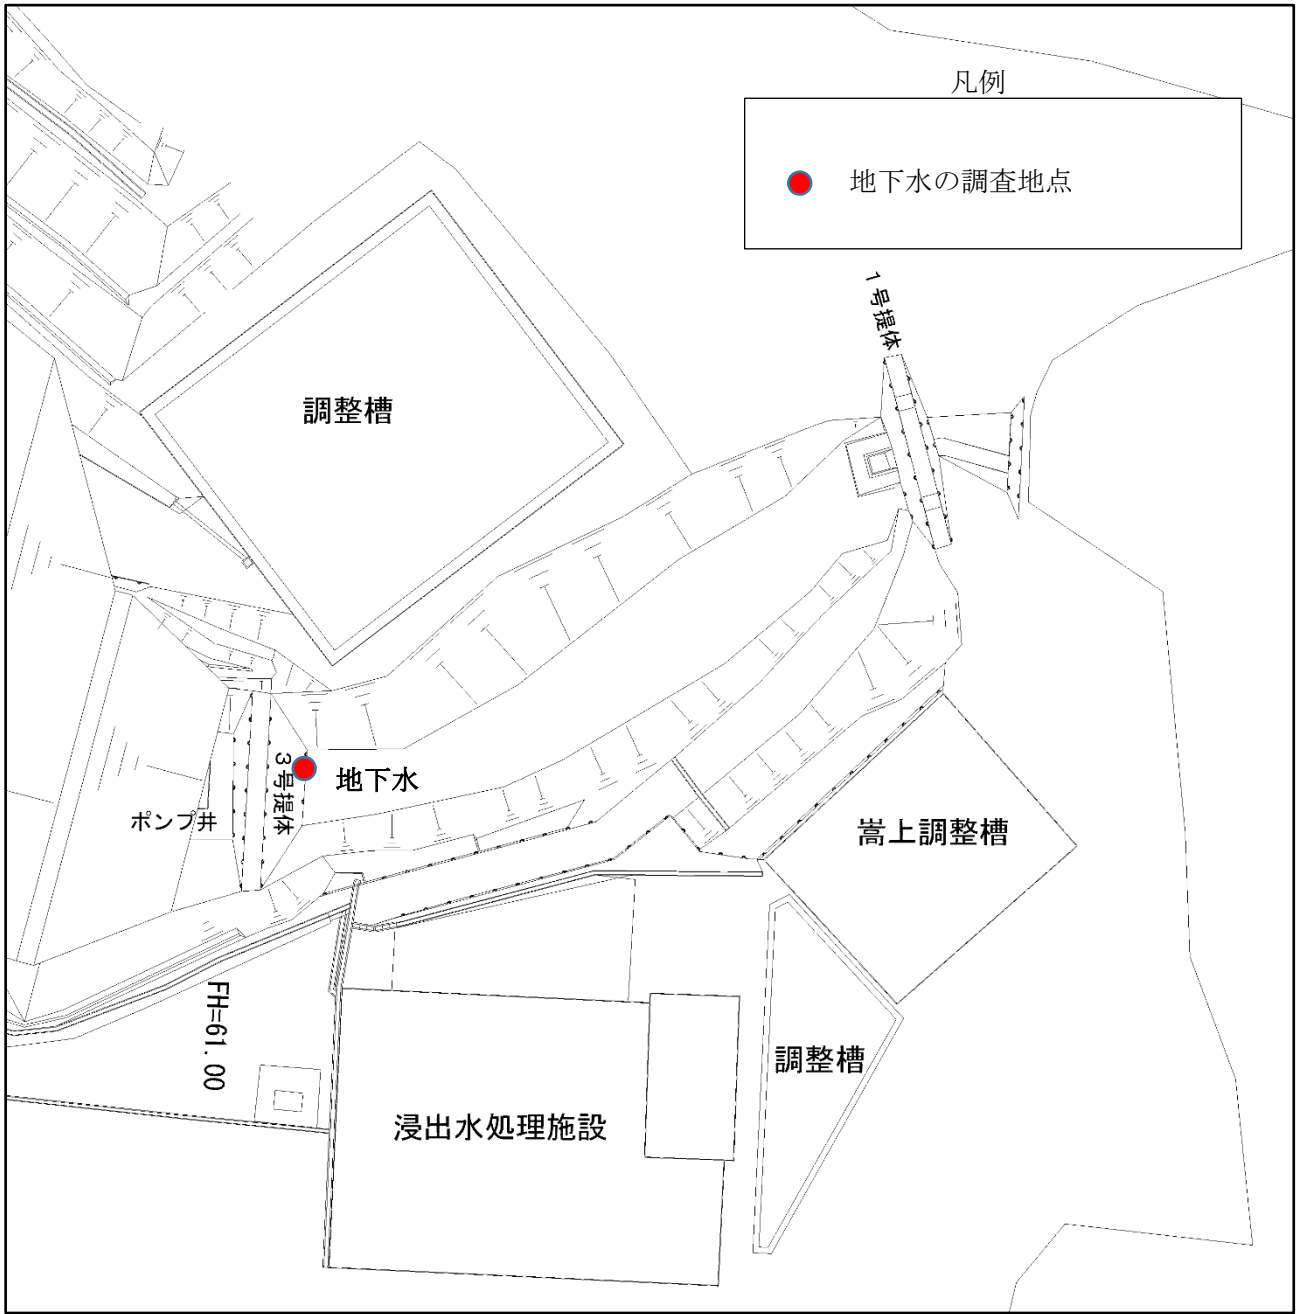 凡例
地下水の調査地点
1号提体
調整槽
3号提体
地下水
ポンプ井
嵩上調整槽
FH=61.00
調整槽
浸出水処理施設